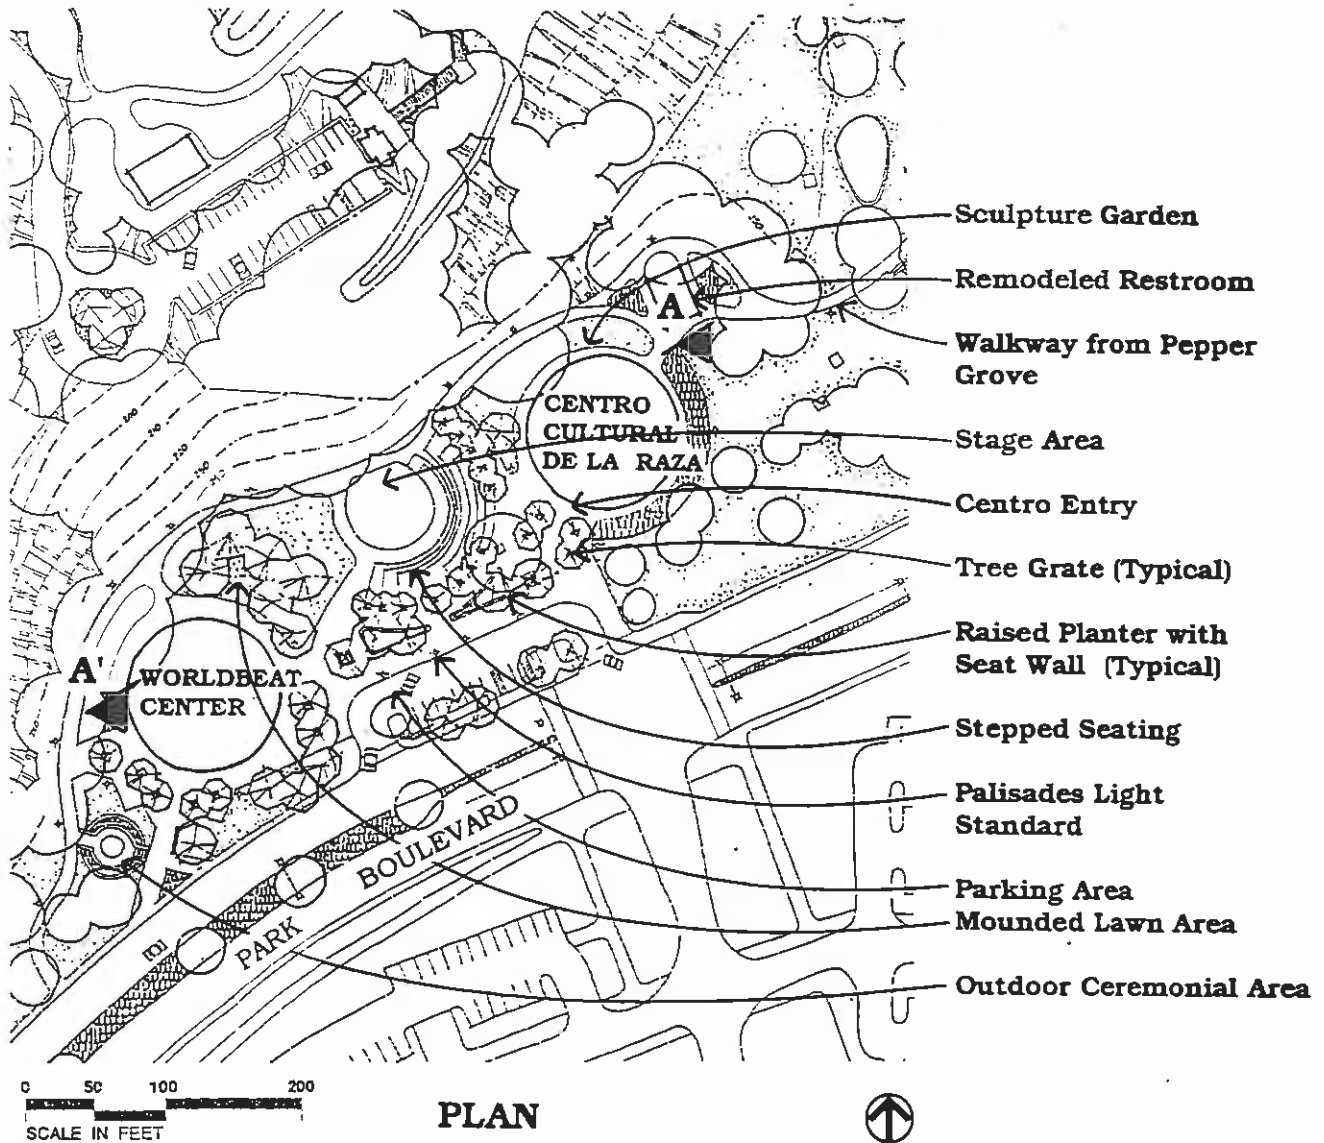 Sculpture Garden
Remodeled Restroom
A
Walkway from Pepper
Grove
CENTRO
CULTURAL
DE LA RAZA
Stage Area
Centro Entry
Tree Grate (Typical)
Raised Planter with
Seat Wall (Typical)
A'
WORLDBEAT
CENTER
Stepped Seating
Palisades Light
Standard
Parking Area
Mounded Lawn Area
PARK BOULEVARD
Outdoor Ceremonial Area
0 50 100 200
SCALE IN FEET
PLAN